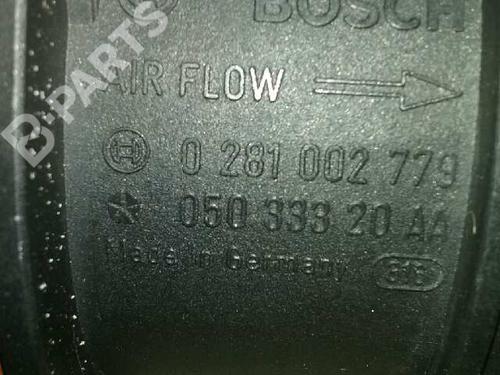 BOSCH
AIR FLOW
0 281 002 779
050 333 20 AA
Made in Germany
B-PARTS